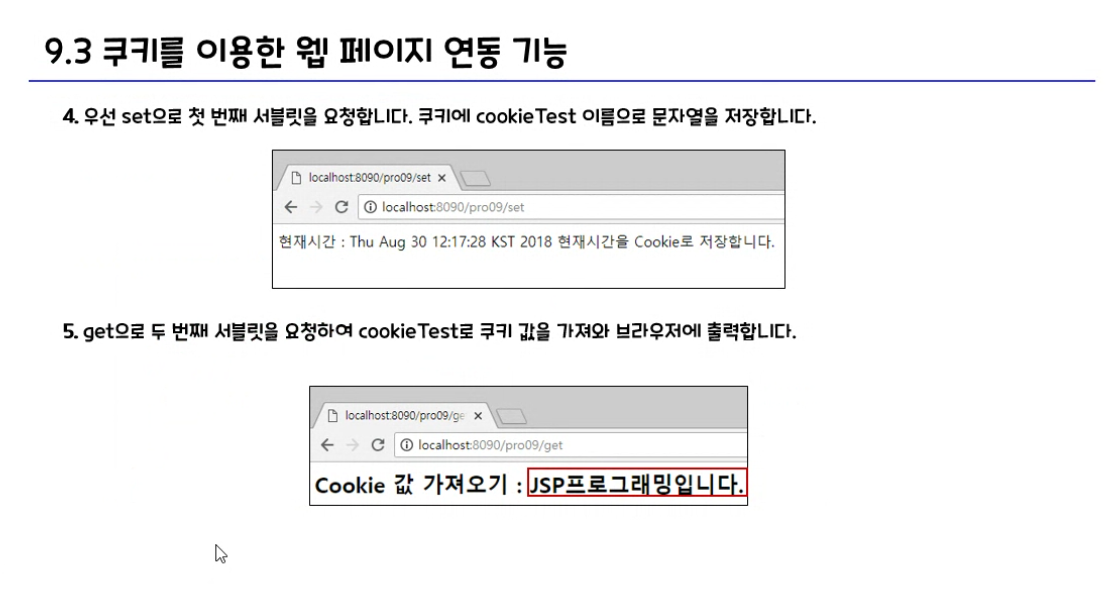 9.3 쿠키를 이용한 웹 페이지 연동 기능
4. 우선 set으로 첫 번째 서블릿을 요청합니다. 쿠키에 cookieTest 이름으로 문자열을 저장합니다.
localhost:8090/pro09/set
localhost:8090/pro09/set
현재시간 : Thu Aug 30 12:17:28 KST 2018 현재시간을 Cookie로 저장합니다.
5. get으로 두 번째 서블릿을 요청하여 cookieTest로 쿠키 값을 가져와 브라우저에 출력합니다.
localhost:8090/pro09/ge
localhost:8090/pro09/get
Cookie 값 가져오기 : JSP프로그래밍입니다.